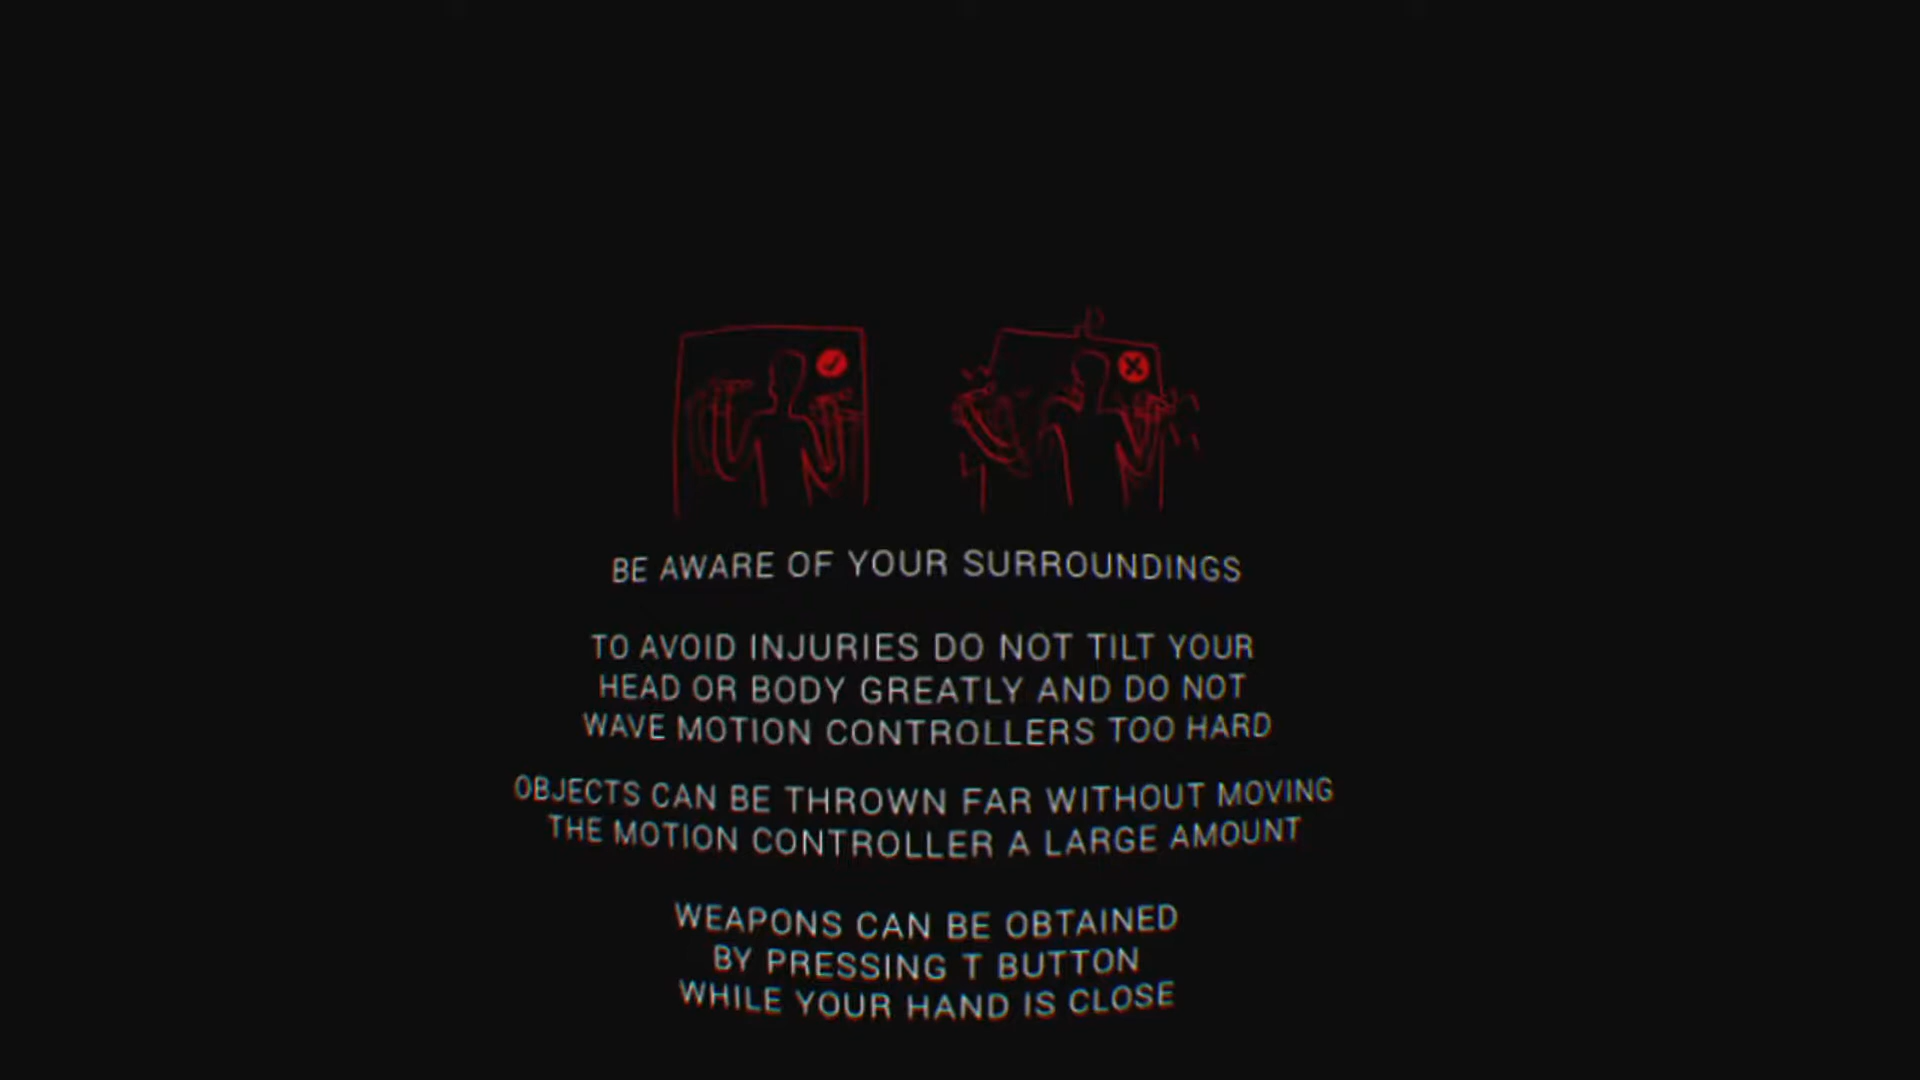 BE AWARE OF YOUR SURROUNDINGS
TO AVOID INJURIES DO NOT TILT YOUR
HEAD OR BODY GREATLY AND DO NOT
WAVE MOTION CONTROLLERS TOO HARD
OBJECTS CAN BE THROWN FAR WITHOUT MOVING
THE MOTION CONTROLLER A LARGE AMOUNT
WEAPONS CAN BE OBTAINED
BY PRESSING T BUTTON
WHILE YOUR HAND IS CLOSE